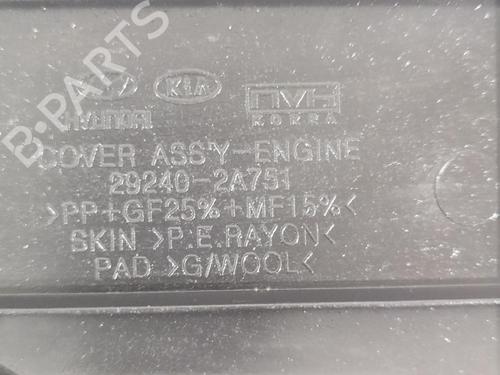 B-PARTS
HYUNDAI KIA NVH KOREA
COVER ASS'Y-ENGINE
29240-2A751
>PP+GF25%+MF15%<
SKIN >P.E.RAYON<
PAD >G/WOOL<